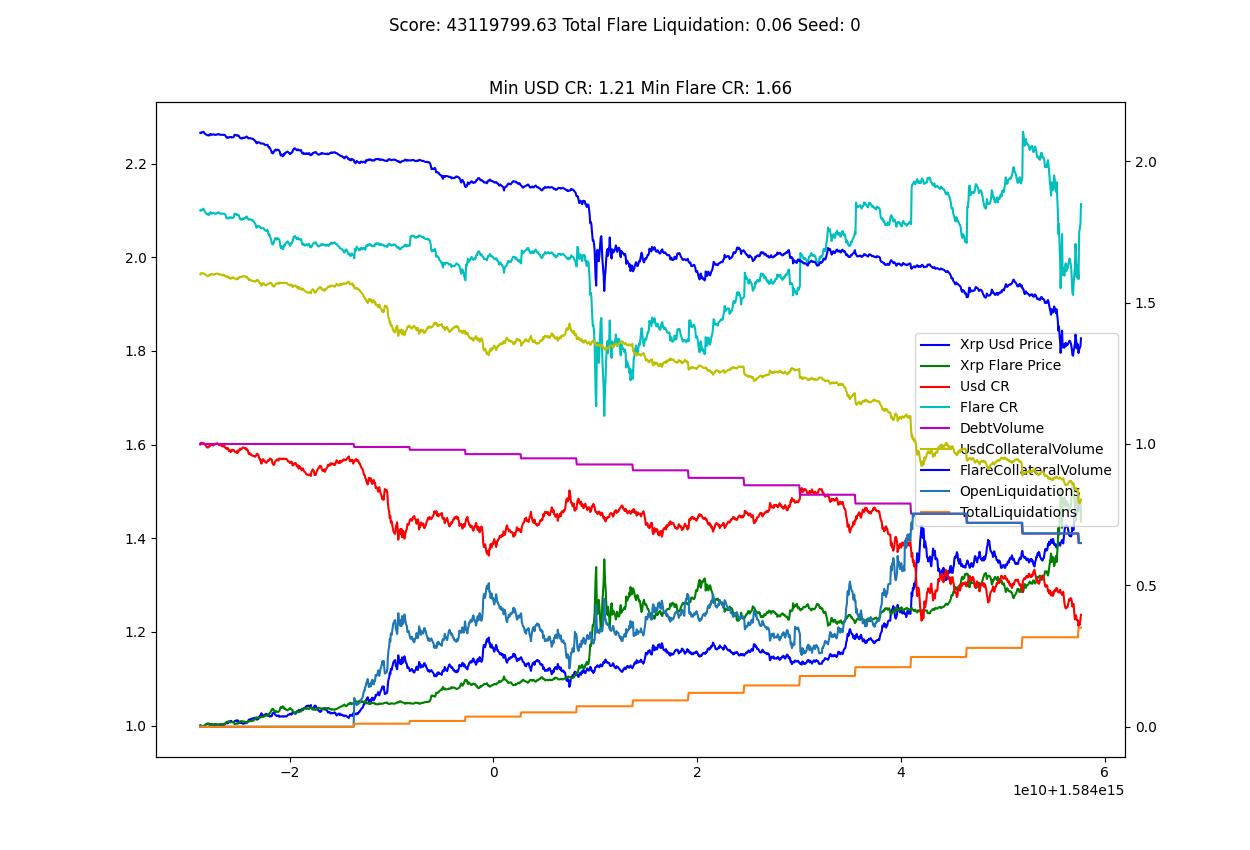 Score: 43119799.63 Total Flare Liquidation: 0.06 Seed: 0
Min USD CR: 1.21 Min Flare CR: 1.66
2.2
2.0
1.8
1.6
1.4
1.2
1.0
2.0
1.5
1.0
0.5
0.0
Xrp Usd Price
Xrp Flare Price
Usd CR
Flare CR
DebtVolume
UsdCollateralVolume
FlareCollateralVolume
OpenLiquidations
TotalLiquidations
−2 0 2 4 6
1e10+1.584e15